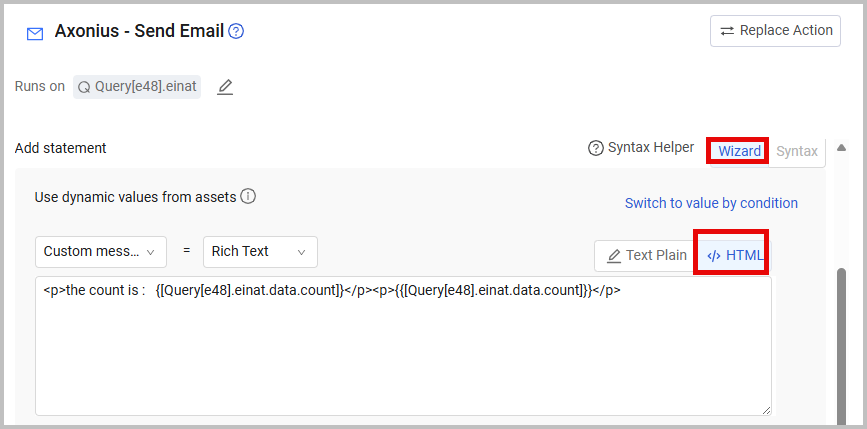 Axonius - Send Email
Replace Action
Runs on Query[e48].einat
Add statement
Syntax Helper
Wizard
Syntax
Use dynamic values from assets
Switch to value by condition
Custom mess... = Rich Text
Text Plain
HTML
<p>the count is :   {[Query[e48].einat.data.count]}</p><p>{{[Query[e48].einat.data.count]}}</p>